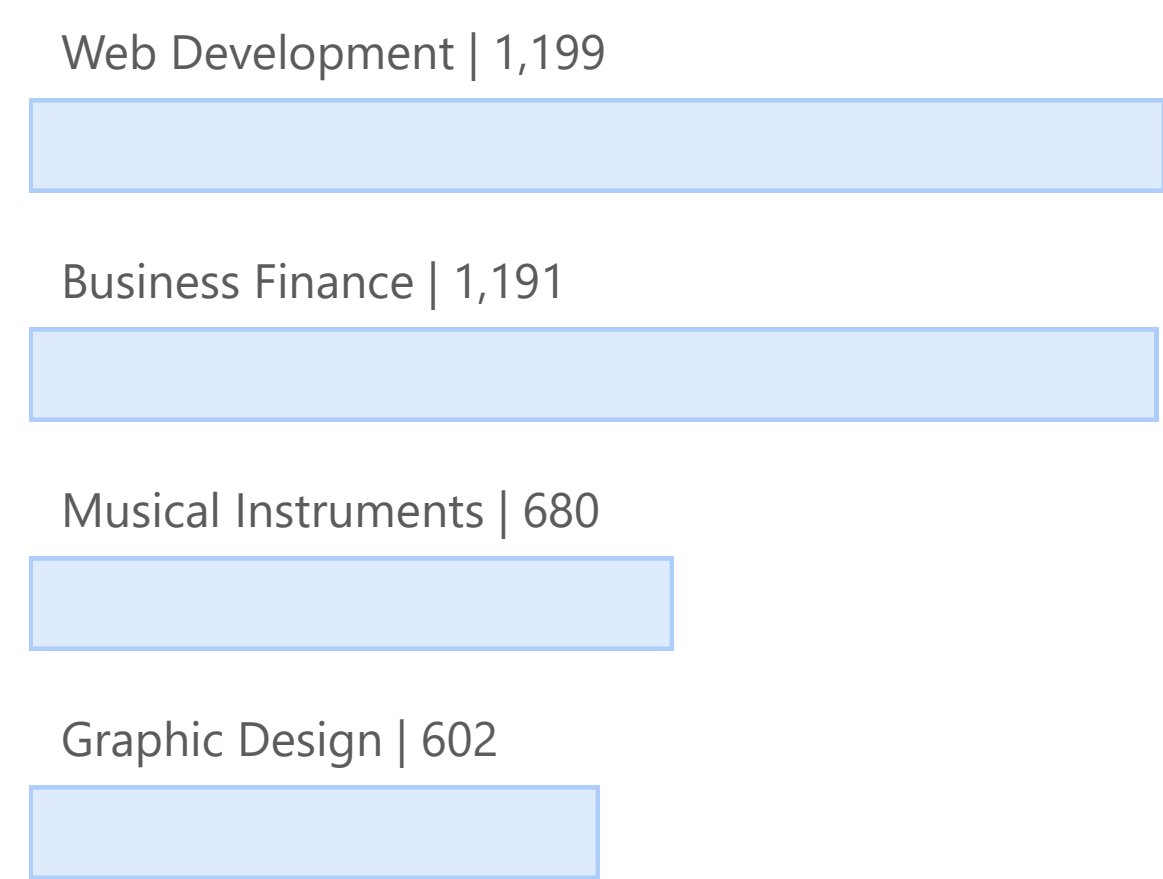 Web Development | 1,199
Business Finance | 1,191
Musical Instruments | 680
Graphic Design | 602